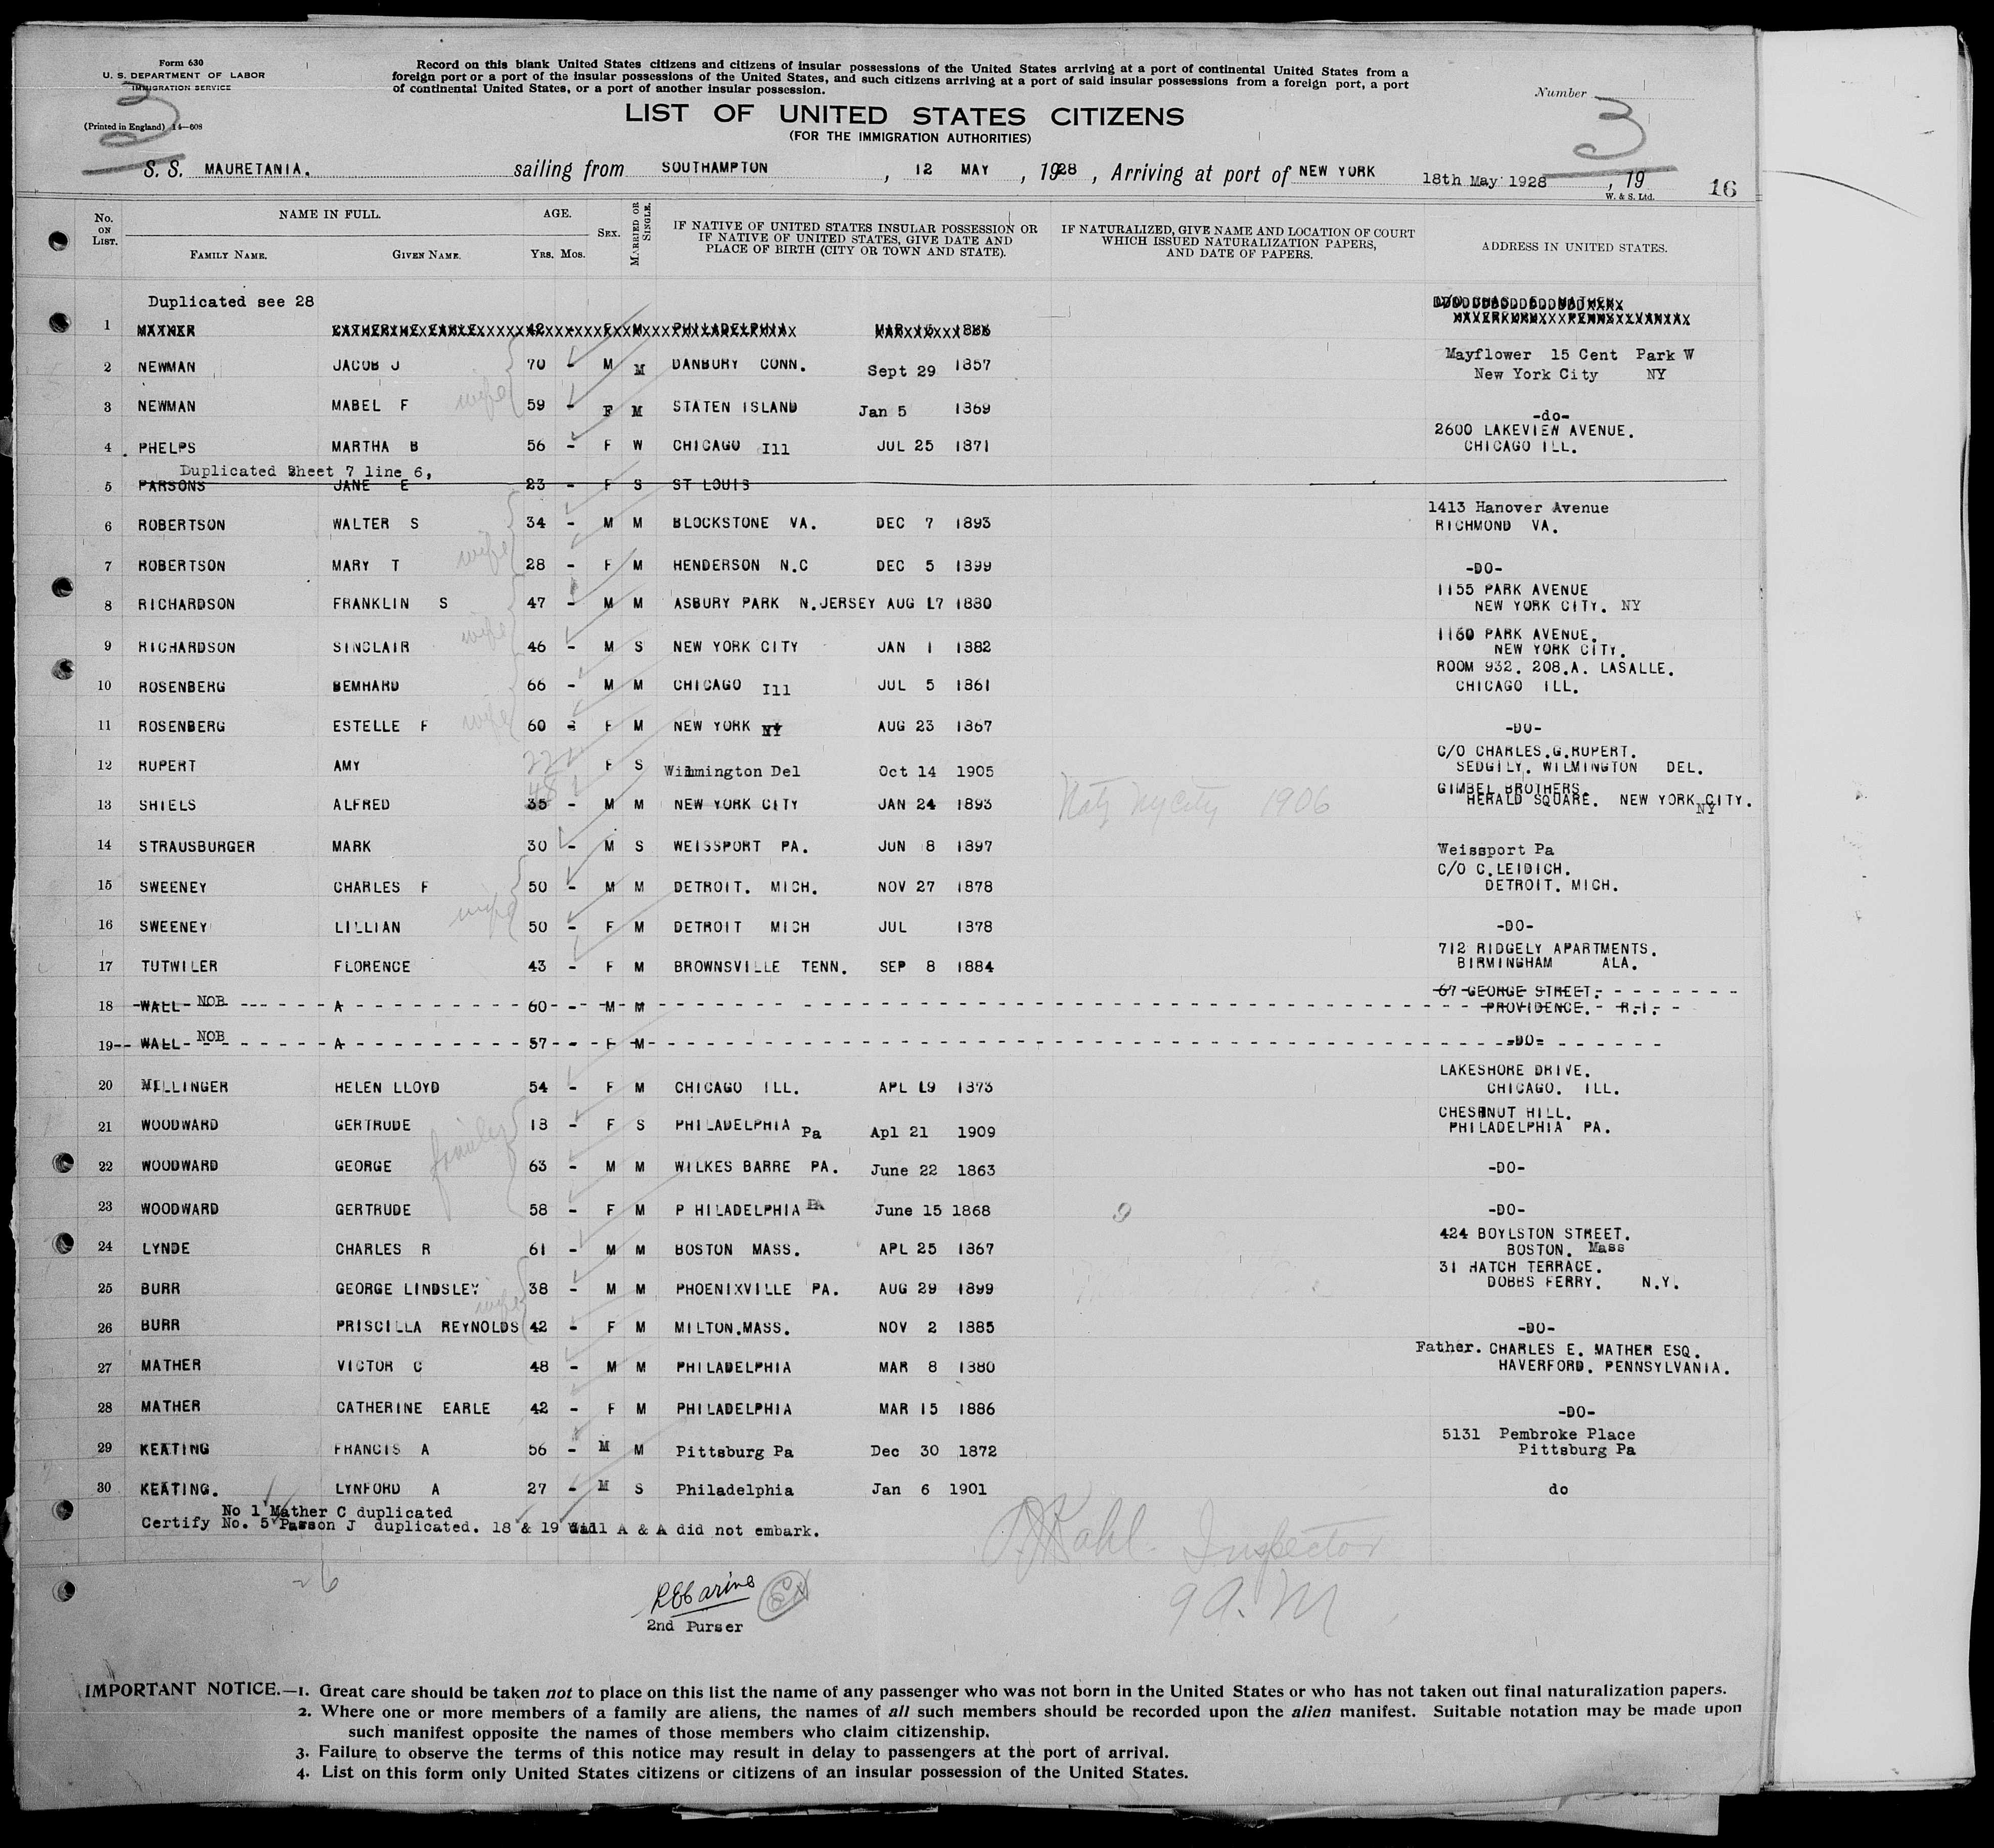 Form 630
U. S. DEPARTMENT OF LABOR
IMMIGRATION SERVICE
(Printed in England) 14—608
3
Record on this blank United States citizens and citizens of insular possessions of the United States arriving at a port of continental United States from a
foreign port or a port of the insular possessions of the United States, and such citizens arriving at a port of said insular possessions from a foreign port, a port
of continental United States, or a port of another insular possession.
LIST OF UNITED STATES CITIZENS
(FOR THE IMMIGRATION AUTHORITIES)
Number
3
S. S. MAURETANIA. sailing from SOUTHAMPTON , 12 MAY , 1928 , Arriving at port of NEW YORK 18th May 1928 , 19
W. & S. Ltd.
16
No. ON LIST. NAME IN FULL. AGE. SEX. MARRIED OR SINGLE. IF NATIVE OF UNITED STATES INSULAR POSSESSION OR IF NATIVE OF UNITED STATES, GIVE DATE AND PLACE OF BIRTH (CITY OR TOWN AND STATE). IF NATURALIZED, GIVE NAME AND LOCATION OF COURT WHICH ISSUED NATURALIZATION PAPERS, AND DATE OF PAPERS. ADDRESS IN UNITED STATES.
FAMILY NAME. GIVEN NAME. YRS. MOS.
Duplicated see 28
1 MATHER CATHERINE EARLE 42 - F M PHILADELPHIA MAR 15 1886
Mayflower 15 Cent Park W
2 NEWMAN JACOB J 70 - M M DANBURY CONN. Sept 29 1857 New York City NY
3 NEWMAN MABEL F wife 59 - F M STATEN ISLAND Jan 5 1869 -do-
2600 LAKEVIEW AVENUE.
4 PHELPS MARTHA B 56 - F W CHICAGO Ill JUL 25 1871 CHICAGO ILL.
Duplicated Sheet 7 line 6,
5 PARSONS JANE E 23 - F S ST LOUIS
1413 Hanover Avenue
6 ROBERTSON WALTER S 34 - M M BLOCKSTONE VA. DEC 7 1893 RICHMOND VA.
7 ROBERTSON MARY T wife 28 - F M HENDERSON N.C DEC 5 1899 -DO-
1155 PARK AVENUE
8 RICHARDSON FRANKLIN S 47 - M M ASBURY PARK N.JERSEY AUG 17 1880 NEW YORK CITY. NY
1160 PARK AVENUE.
9 RICHARDSON SINCLAIR wife 46 - M S NEW YORK CITY JAN 1 1882 NEW YORK CITY.
ROOM 932. 208.A. LASALLE.
10 ROSENBERG BEMHARD 66 - M M CHICAGO Ill JUL 5 1861 CHICAGO ILL.
11 ROSENBERG ESTELLE F wife 60 - F M NEW YORK NY AUG 23 1867 -DO-
C/O CHARLES.G.RUPERT.
12 RUPERT AMY 22 F S Wilmington Del Oct 14 1905 SEDGILY. WILMINGTON DEL.
48 GIMBEL BROTHERS.
13 SHIELS ALFRED 35 - M M NEW YORK CITY JAN 24 1893 Natz NyCity 1906 HERALD SQUARE. NEW YORK CITY. NY
14 STRAUSBURGER MARK 30 - M S WEISSPORT PA. JUN 8 1897 Weissport Pa
C/O C.LEIDICH.
15 SWEENEY CHARLES F 50 - M M DETROIT. MICH. NOV 27 1878 DETROIT. MICH.
16 SWEENEY LILLIAN wife 50 - F M DETROIT MICH JUL 1878 -DO-
712 RIDGELY APARTMENTS.
17 TUTWILER FLORENCE 43 - F M BROWNSVILLE TENN. SEP 8 1884 BIRMINGHAM ALA.
67 GEORGE STREET.
18 WALL NOB A 60 - M M PROVIDENCE. R.I.
19 WALL NOB A 57 - F M -DO-
LAKESHORE DRIVE.
20 HELEN LLOYD 54 - F M CHICAGO ILL. APL 19 1873 CHICAGO. ILL.
CHESTNUT HILL.
21 WOODWARD GERTRUDE 18 - F S PHILADELPHIA Pa Apl 21 1909 PHILADELPHIA PA.
22 WOODWARD GEORGE family 63 - M M WILKES BARRE PA. June 22 1863 -DO-
23 WOODWARD GERTRUDE 58 - F M P HILADELPHIA PA June 15 1868 -DO-
424 BOYLSTON STREET.
24 LYNDE CHARLES R 61 - M M BOSTON MASS. APL 25 1867 BOSTON. Mass
31 HATCH TERRACE.
25 BURR GEORGE LINDSLEY 38 - M M PHOENIXVILLE PA. AUG 29 1899 DOBBS FERRY. N.Y.
26 BURR PRISCILLA REYNOLDS wife 42 - F M MILTON.MASS. NOV 2 1885 -DO-
Father. CHARLES E. MATHER ESQ.
27 MATHER VICTOR C 48 - M M PHILADELPHIA MAR 8 1880 HAVERFORD. PENNSYLVANIA.
28 MATHER CATHERINE EARLE 42 - F M PHILADELPHIA MAR 15 1886 -DO-
5131 Pembroke Place
29 KEATING FRANCIS A 56 - M M Pittsburg Pa Dec 30 1872 Pittsburg Pa
30 KEATING. LYNFORD A 27 - M S Philadelphia Jan 6 1901 do
No 1 Mather C duplicated
Certify No. 5 Parson J duplicated. 18 & 19 Wall A & A did not embark.
Kahl. Inspector
9 A.M
26
2nd Purser
IMPORTANT NOTICE.—1. Great care should be taken not to place on this list the name of any passenger who was not born in the United States or who has not taken out final naturalization papers.
2. Where one or more members of a family are aliens, the names of all such members should be recorded upon the alien manifest. Suitable notation may be made upon
such manifest opposite the names of those members who claim citizenship.
3. Failure to observe the terms of this notice may result in delay to passengers at the port of arrival.
4. List on this form only United States citizens or citizens of an insular possession of the United States.